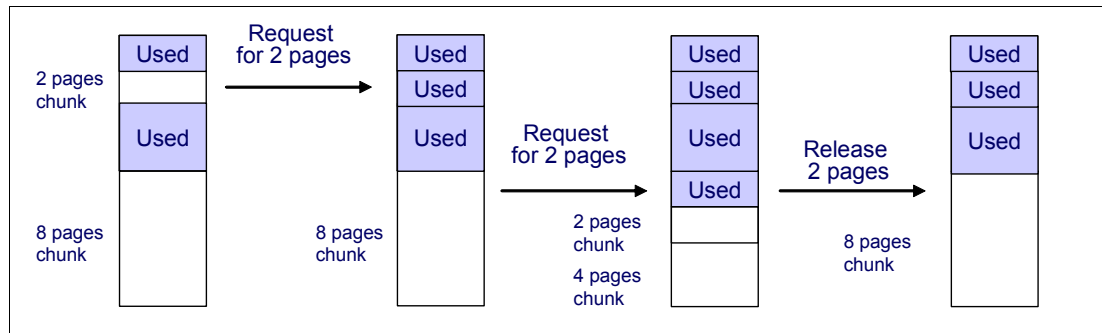 Used
2 pages
chunk
Used
8 pages
chunk
Request
for 2 pages
Used
Used
Used
8 pages
chunk
Request
for 2 pages
Used
Used
Used
Used
2 pages
chunk
4 pages
chunk
Release
2 pages
Used
Used
Used
8 pages
chunk